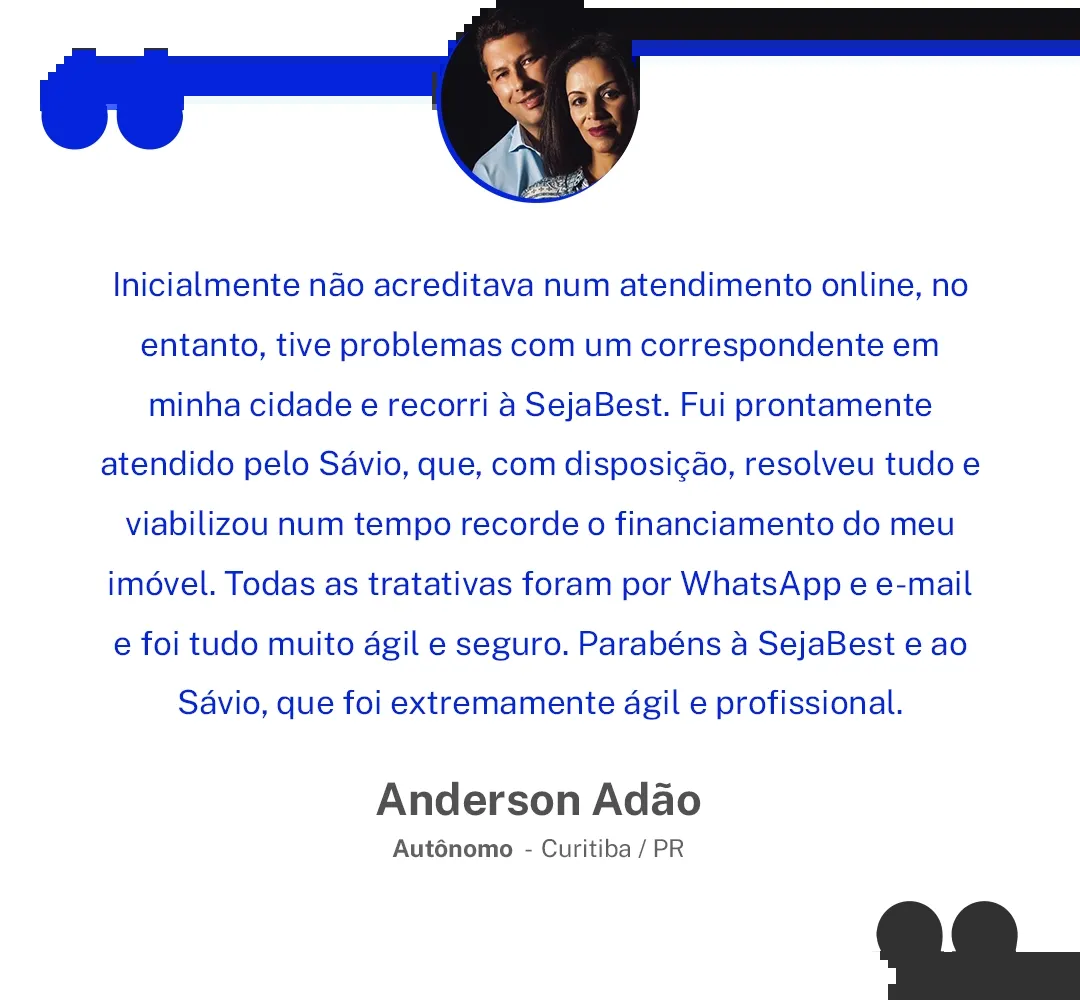 Inicialmente não acreditava num atendimento online, no
entanto, tive problemas com um correspondente em
minha cidade e recorri à SejaBest. Fui prontamente
atendido pelo Sávio, que, com disposição, resolveu tudo e
viabilizou num tempo recorde o financiamento do meu
imóvel. Todas as tratativas foram por WhatsApp e e-mail
e foi tudo muito ágil e seguro. Parabéns à SejaBest e ao
Sávio, que foi extremamente ágil e profissional.
Anderson Adão
Autônomo - Curitiba / PR